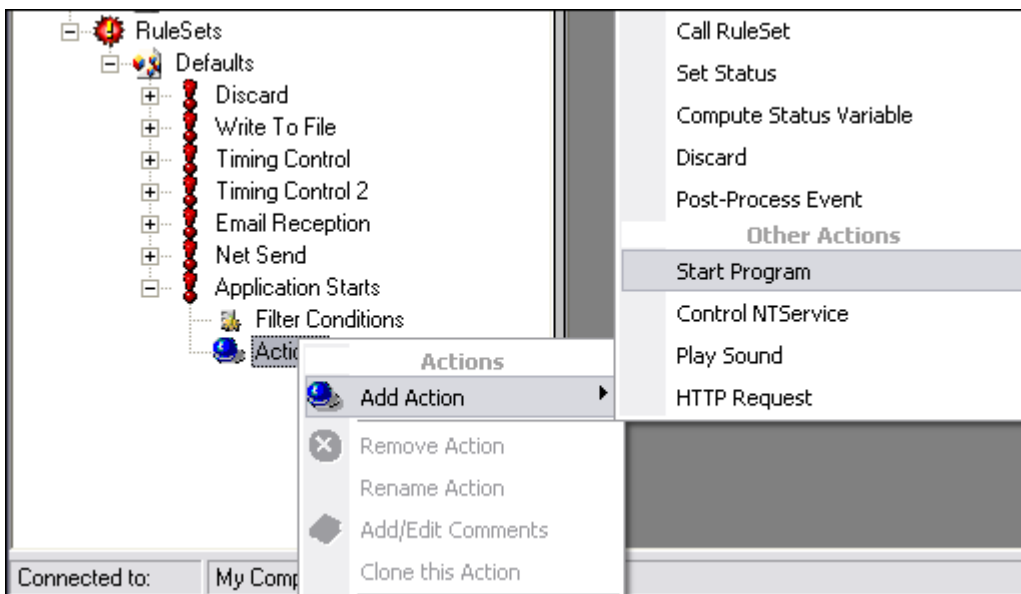 RuleSets
Defaults
Discard
Write To File
Timing Control
Timing Control 2
Email Reception
Net Send
Application Starts
Filter Conditions
Actio
Actions
Add Action
Remove Action
Rename Action
Add/Edit Comments
Clone this Action
Call RuleSet
Set Status
Compute Status Variable
Discard
Post-Process Event
Other Actions
Start Program
Control NTService
Play Sound
HTTP Request
Connected to:
My Comp